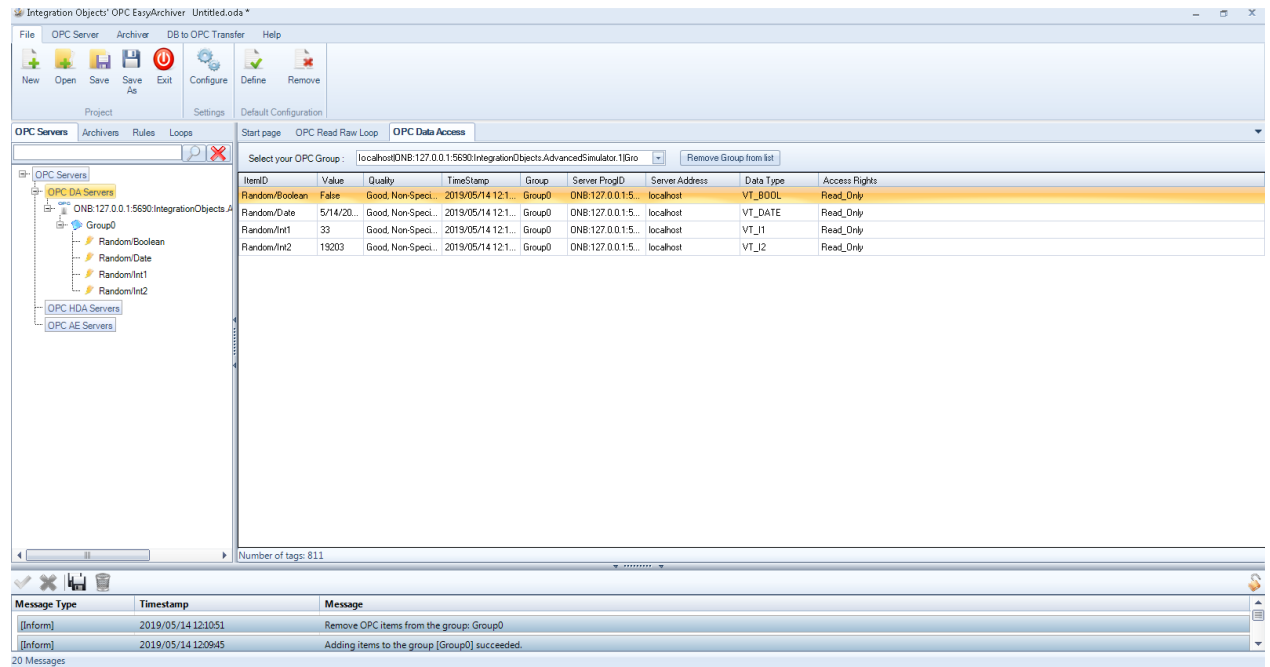 Integration Objects' OPC EasyArchiver Untitled.oda *
File OPC Server Archiver DB to OPC Transfer Help
New Open Save Save As Exit Configure Define Remove
Project Settings Default Configuration
OPC Servers Archivers Rules Loops
Start page OPC Read Raw Loop OPC Data Access
Select your OPC Group : localhost|ONB:127.0.0.1:5690:IntegrationObjects.AdvancedSimulator.1|Gro Remove Group from list
OPC Servers
OPC DA Servers
ONB:127.0.0.1:5690:IntegrationObjects.A
Group0
Random/Boolean
Random/Date
Random/Int1
Random/Int2
OPC HDA Servers
OPC AE Servers
ItemID Value Quality TimeStamp Group Server ProgID Server Address Data Type Access Rights
Random/Boolean False Good, Non-Speci... 2019/05/14 12:1... Group0 ONB:127.0.0.1:5... localhost VT_BOOL Read_Only
Random/Date 5/14/20... Good, Non-Speci... 2019/05/14 12:1... Group0 ONB:127.0.0.1:5... localhost VT_DATE Read_Only
Random/Int1 33 Good, Non-Speci... 2019/05/14 12:1... Group0 ONB:127.0.0.1:5... localhost VT_I1 Read_Only
Random/Int2 19203 Good, Non-Speci... 2019/05/14 12:1... Group0 ONB:127.0.0.1:5... localhost VT_I2 Read_Only
Number of tags: 811
Message Type Timestamp Message
[Inform] 2019/05/14 12:10:51 Remove OPC items from the group: Group0
[Inform] 2019/05/14 12:09:45 Adding items to the group [Group0] succeeded.
20 Messages